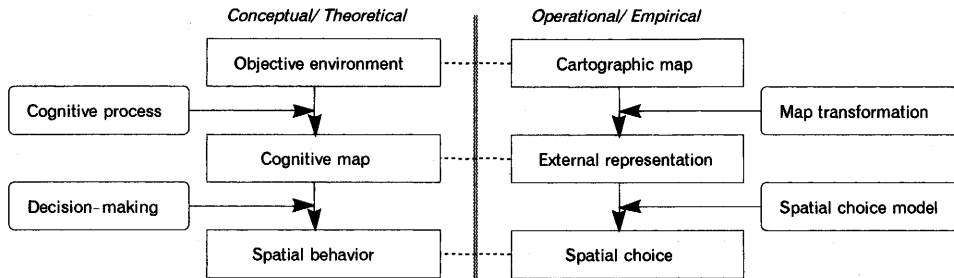 Conceptual/ Theoretical
Operational/ Empirical
Objective environment
Cartographic map
Cognitive process
Map transformation
Cognitive map
External representation
Decision-making
Spatial choice model
Spatial behavior
Spatial choice